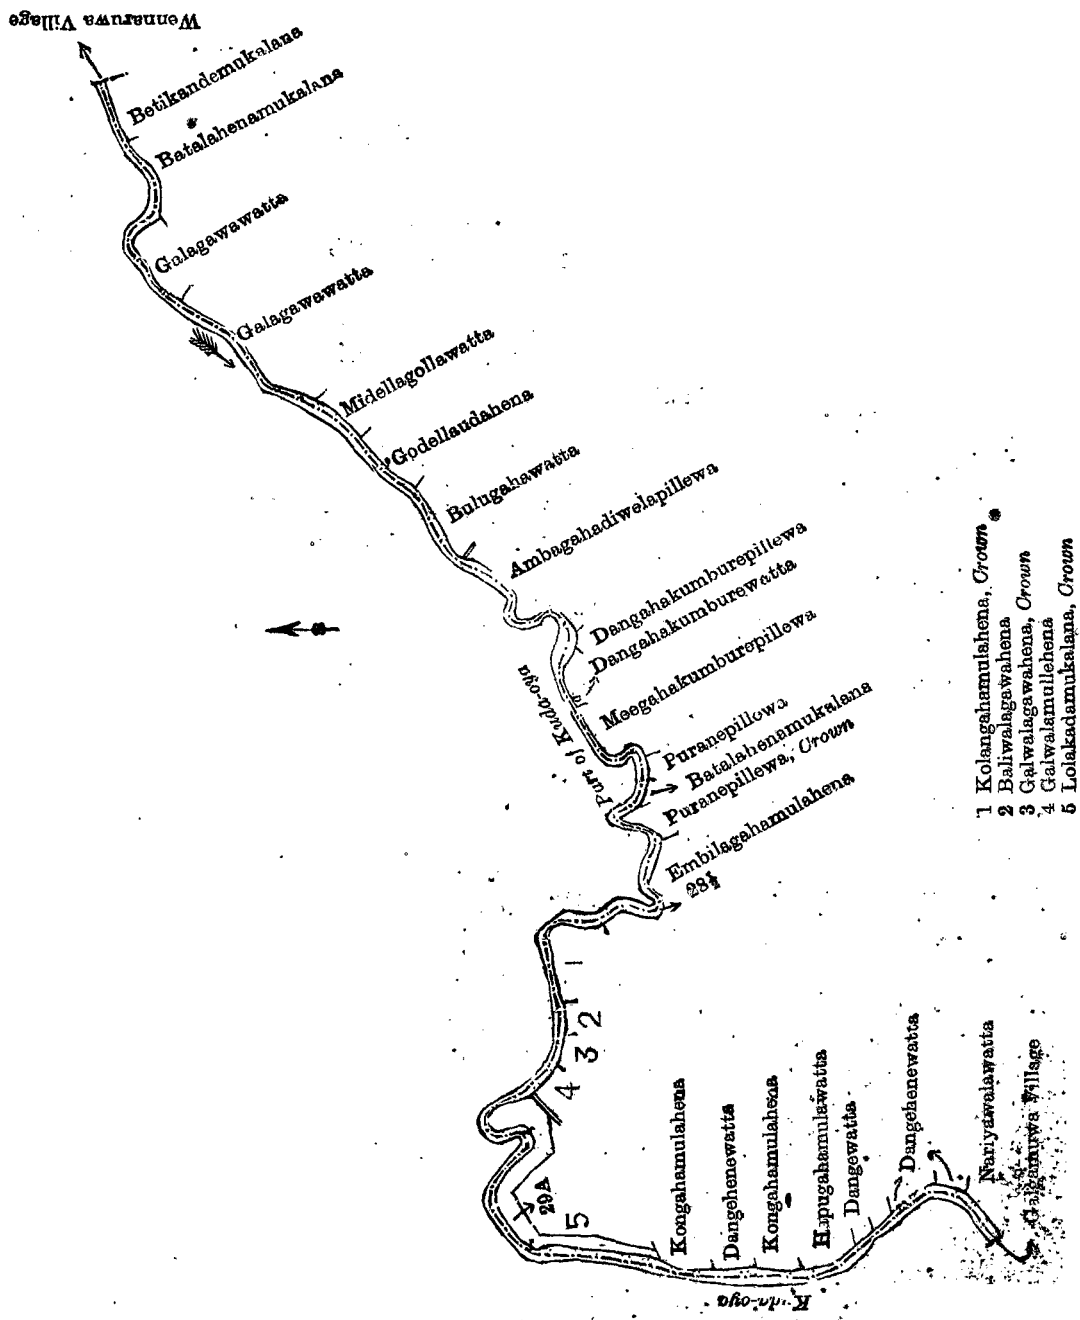 Wennaruwa Village
Betikandemukalana
Batalahenamukalana
Galagawawatta
Galagawawatta
Midellagollawatta
Godellaudahena
Bulugahawatta
Ambagahadiwelapillewa
Dangahakumburepillewa
Dangahakumburewatta
Meegahakumburepillewa
Part of Kuda-oya
Puranepillewa
Batalahenamukalana
Puranepillewa, Crown
Embilagahamulahena
28½
1
2
3
4
29A
5
Kongahamulahena
Dangehenewatta
Kongahamulahena
Hapugahamulawatta
Dangewatta
Dangehenewatta
Nariyawalawatta
Galgamuwa Village
Kuda-oya
1 Kolangahamulahena, Crown
2 Baliwalagawahena
3 Galwalagawahena, Crown
4 Galwalamullehena
5 Lolakadamukalana, Crown